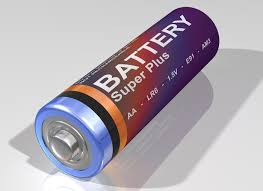 BATTERY
Super Plus
AA - LR6 - 1.5V - E91 - AM3